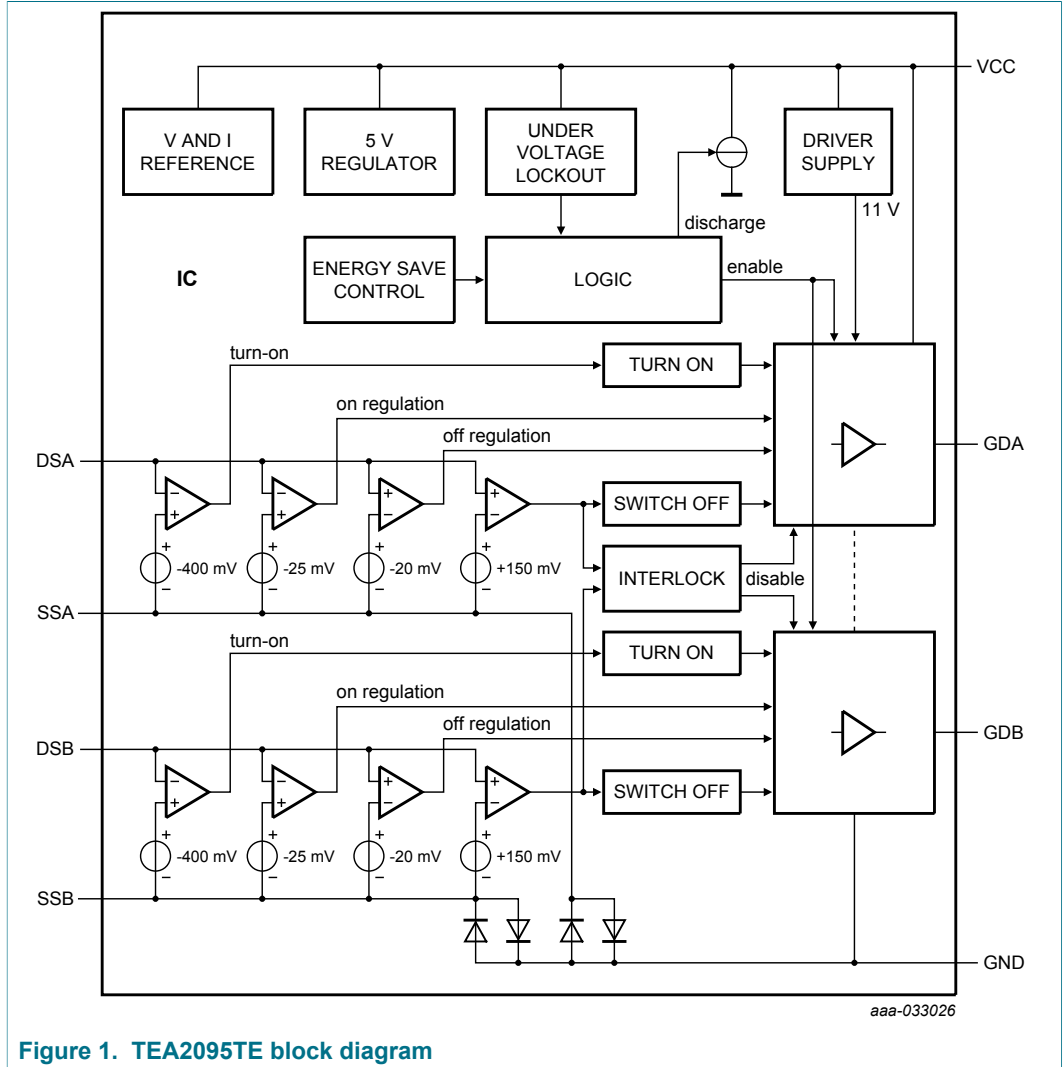 VCC
V AND I
REFERENCE
5 V
REGULATOR
UNDER
VOLTAGE
LOCKOUT
DRIVER
SUPPLY
11 V
discharge
IC
ENERGY SAVE
CONTROL
LOGIC
enable
turn-on
TURN ON
on regulation
off regulation
DSA
GDA
- + - + + - + -
SWITCH OFF
+ + + +
-400 mV -25 mV -20 mV +150 mV
- - - -
INTERLOCK
disable
SSA
turn-on
TURN ON
on regulation
off regulation
DSB
GDB
- + - + + - + -
SWITCH OFF
+ + + +
-400 mV -25 mV -20 mV +150 mV
- - - -
SSB
GND
aaa-033026
Figure 1. TEA2095TE block diagram